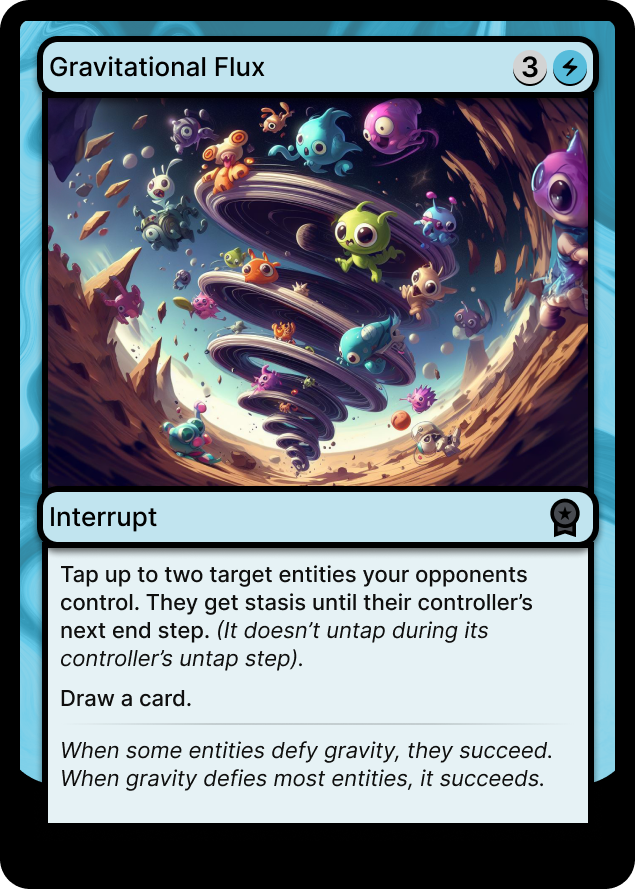 Gravitational Flux
3
Interrupt
Tap up to two target entities your opponents
control. They get stasis until their controller’s
next end step. (It doesn’t untap during its
controller’s untap step).
Draw a card.
When some entities defy gravity, they succeed.
When gravity defies most entities, it succeeds.